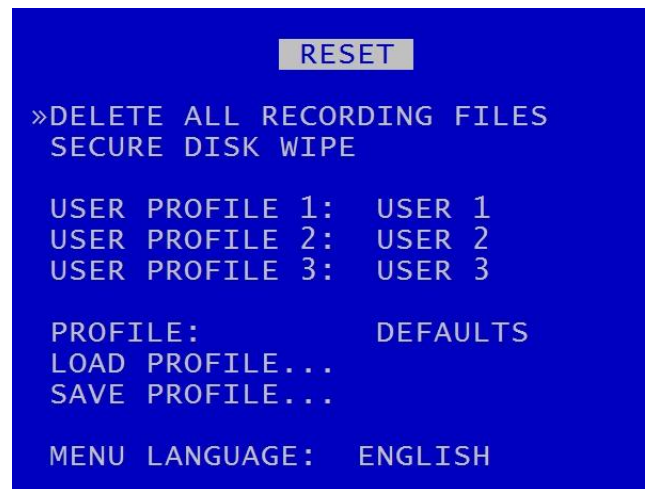 RESET
»DELETE ALL RECORDING FILES
SECURE DISK WIPE
USER PROFILE 1: USER 1
USER PROFILE 2: USER 2
USER PROFILE 3: USER 3
PROFILE: DEFAULTS
LOAD PROFILE...
SAVE PROFILE...
MENU LANGUAGE: ENGLISH